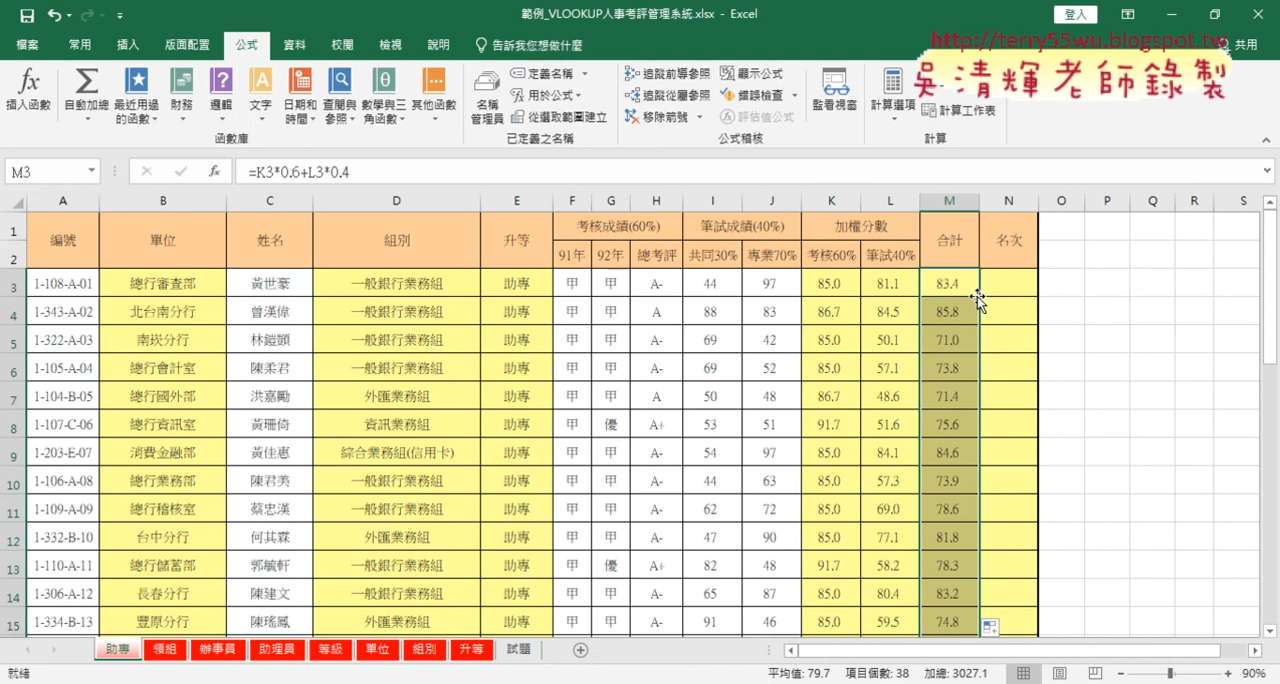 範例_VLOOKUP人事考評管理系統.xlsx - Excel
登入
檔案 常用 插入 版面配置 公式 資料 校閱 檢視 說明 告訴我您想做什麼 共用
http://terry55wu.blogspot.tw
吳清輝老師錄製
fx Σ ? A θ
插入函數 自動加總 最近用過的函數 財務 邏輯 文字 日期和時間 查閱與參照 數學與三角函數 其他函數
函數庫
名稱管理員 定義名稱 用於公式 從選取範圍建立
已定義之名稱
追蹤前導參照 追蹤從屬參照 移除箭號 顯示公式 錯誤檢查 評估值公式 監看視窗
公式稽核
計算選項 計算工作表
計算
M3 fx =K3*0.6+L3*0.4
A B C D E F G H I J K L M N O P Q R S
1 編號 單位 姓名 組別 升等 考核成績(60%) 筆試成績(40%) 加權分數 合計 名次
2 91年 92年 總考評 共同30% 專業70% 考核60% 筆試40%
3 1-108-A-01 總行審查部 黃世豪 一般銀行業務組 助專 甲 甲 A- 44 97 85.0 81.1 83.4
4 1-343-A-02 北台南分行 曾漢偉 一般銀行業務組 助專 甲 甲 A 88 83 86.7 84.5 85.8
5 1-322-A-03 南崁分行 林鎧顗 一般銀行業務組 助專 甲 甲 A- 69 42 85.0 50.1 71.0
6 1-105-A-04 總行會計室 陳柔君 一般銀行業務組 助專 甲 甲 A- 69 52 85.0 57.1 73.8
7 1-104-B-05 總行國外部 洪嘉勵 外匯業務組 助專 甲 甲 A 50 48 86.7 48.6 71.4
8 1-107-C-06 總行資訊室 黃珊倚 資訊業務組 助專 甲 優 A+ 53 51 91.7 51.6 75.6
9 1-203-E-07 消費金融部 黃佳惠 綜合業務組(信用卡) 助專 甲 甲 A- 54 97 85.0 84.1 84.6
10 1-106-A-08 總行業務部 陳君美 一般銀行業務組 助專 甲 甲 A- 44 63 85.0 57.3 73.9
11 1-109-A-09 總行稽核室 蔡忠漢 一般銀行業務組 助專 甲 甲 A- 62 72 85.0 69.0 78.6
12 1-332-B-10 台中分行 何其霖 外匯業務組 助專 甲 甲 A- 47 90 85.0 77.1 81.8
13 1-110-A-11 總行儲蓄部 郭毓軒 一般銀行業務組 助專 甲 優 A+ 82 48 91.7 58.2 78.3
14 1-306-A-12 長春分行 陳建文 一般銀行業務組 助專 甲 甲 A- 65 87 85.0 80.4 83.2
15 1-334-B-13 豐原分行 陳瑤鳳 外匯業務組 助專 甲 甲 A- 91 46 85.0 59.5 74.8
助專 領組 辦事員 助理員 等級 單位 組別 升等 試題
就緒 平均值: 79.7 項目個數: 38 加總: 3027.1 90%